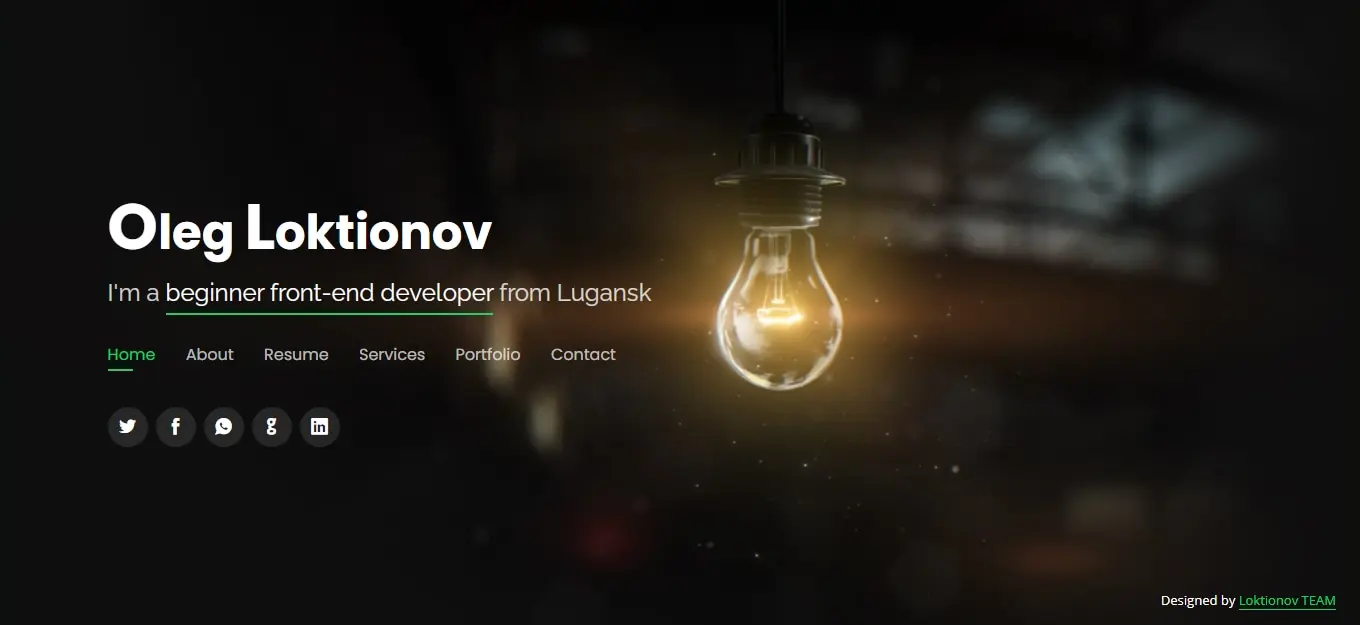 Oleg Loktionov
I'm a beginner front-end developer from Lugansk
Home About Resume Services Portfolio Contact
Designed by Loktionov TEAM